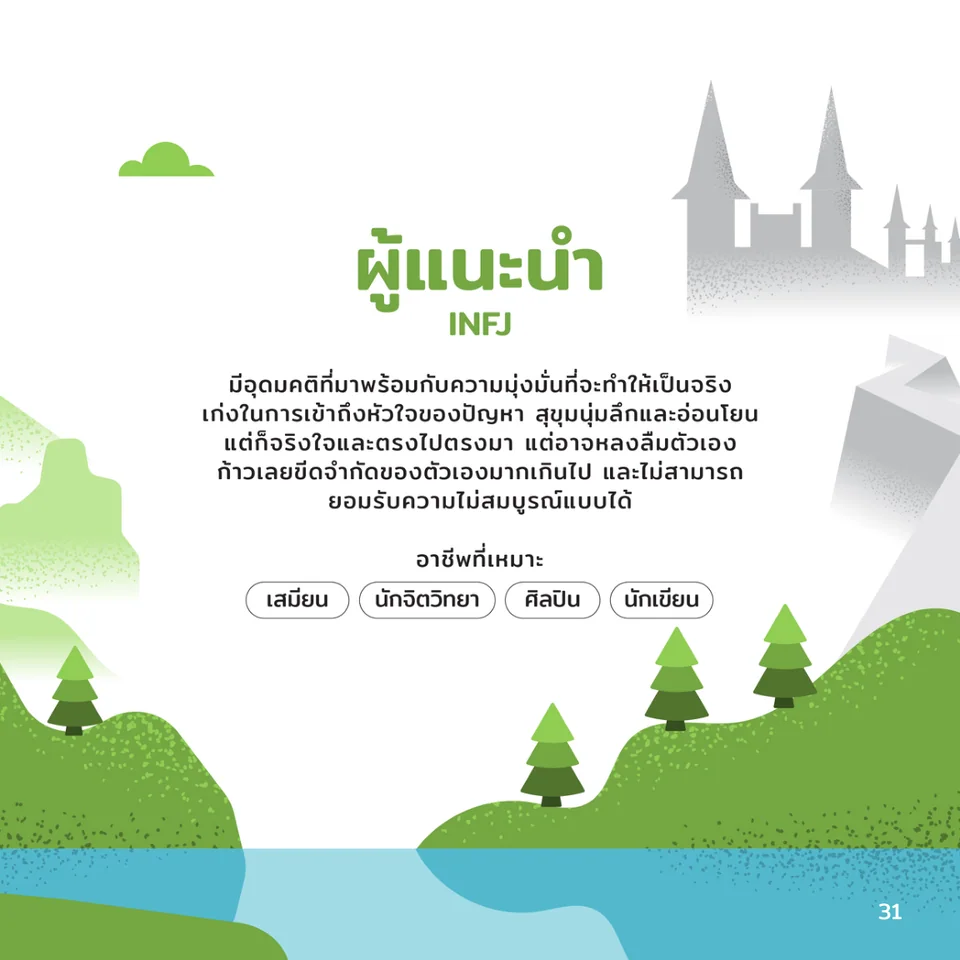 ผู้แนะนำ
INFJ
มีอุดมคติที่มาพร้อมกับความมุ่งมั่นที่จะทำให้เป็นจริง
เก่งในการเข้าถึงหัวใจของปัญหา สุขุมนุ่มลึกและอ่อนโยน
แต่ก็จริงใจและตรงไปตรงมา แต่อาจหลงลืมตัวเอง
ก้าวเลยขีดจำกัดของตัวเองมากเกินไป และไม่สามารถ
ยอมรับความไม่สมบูรณ์แบบได้
อาชีพที่เหมาะ
เสมียน นักจิตวิทยา ศิลปิน นักเขียน
31